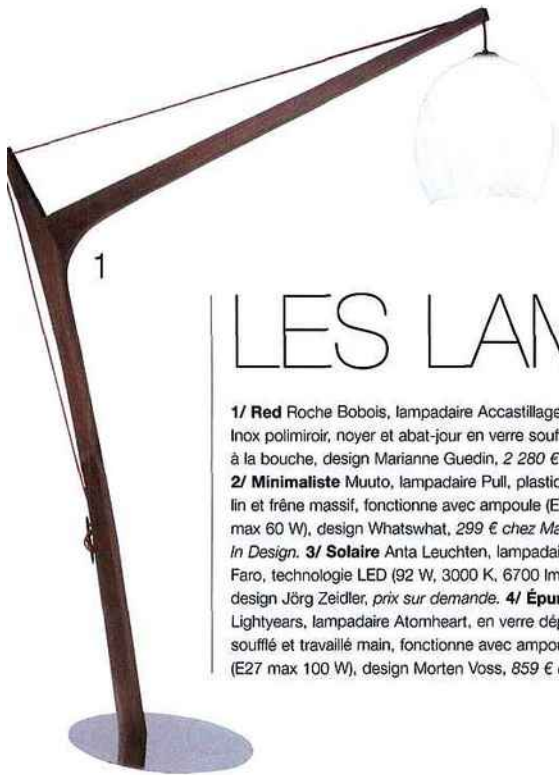 1
LES LAM
1/ Red Roche Bobois, lampadaire Accastillage
Inox polimiroir, noyer et abat-jour en verre souf
à la bouche, design Marianne Guedin, 2 280 €
2/ Minimaliste Muuto, lampadaire Pull, plastic
lin et frêne massif, fonctionne avec ampoule (E
max 60 W), design Whatswhat, 299 € chez Ma
In Design. 3/ Solaire Anta Leuchten, lampadai
Faro, technologie LED (92 W, 3000 K, 6700 lm
design Jörg Zeidler, prix sur demande. 4/ Épur
Lightyears, lampadaire Atomheart, en verre dép
soufflé et travaillé main, fonctionne avec ampou
(E27 max 100 W), design Morten Voss, 859 €